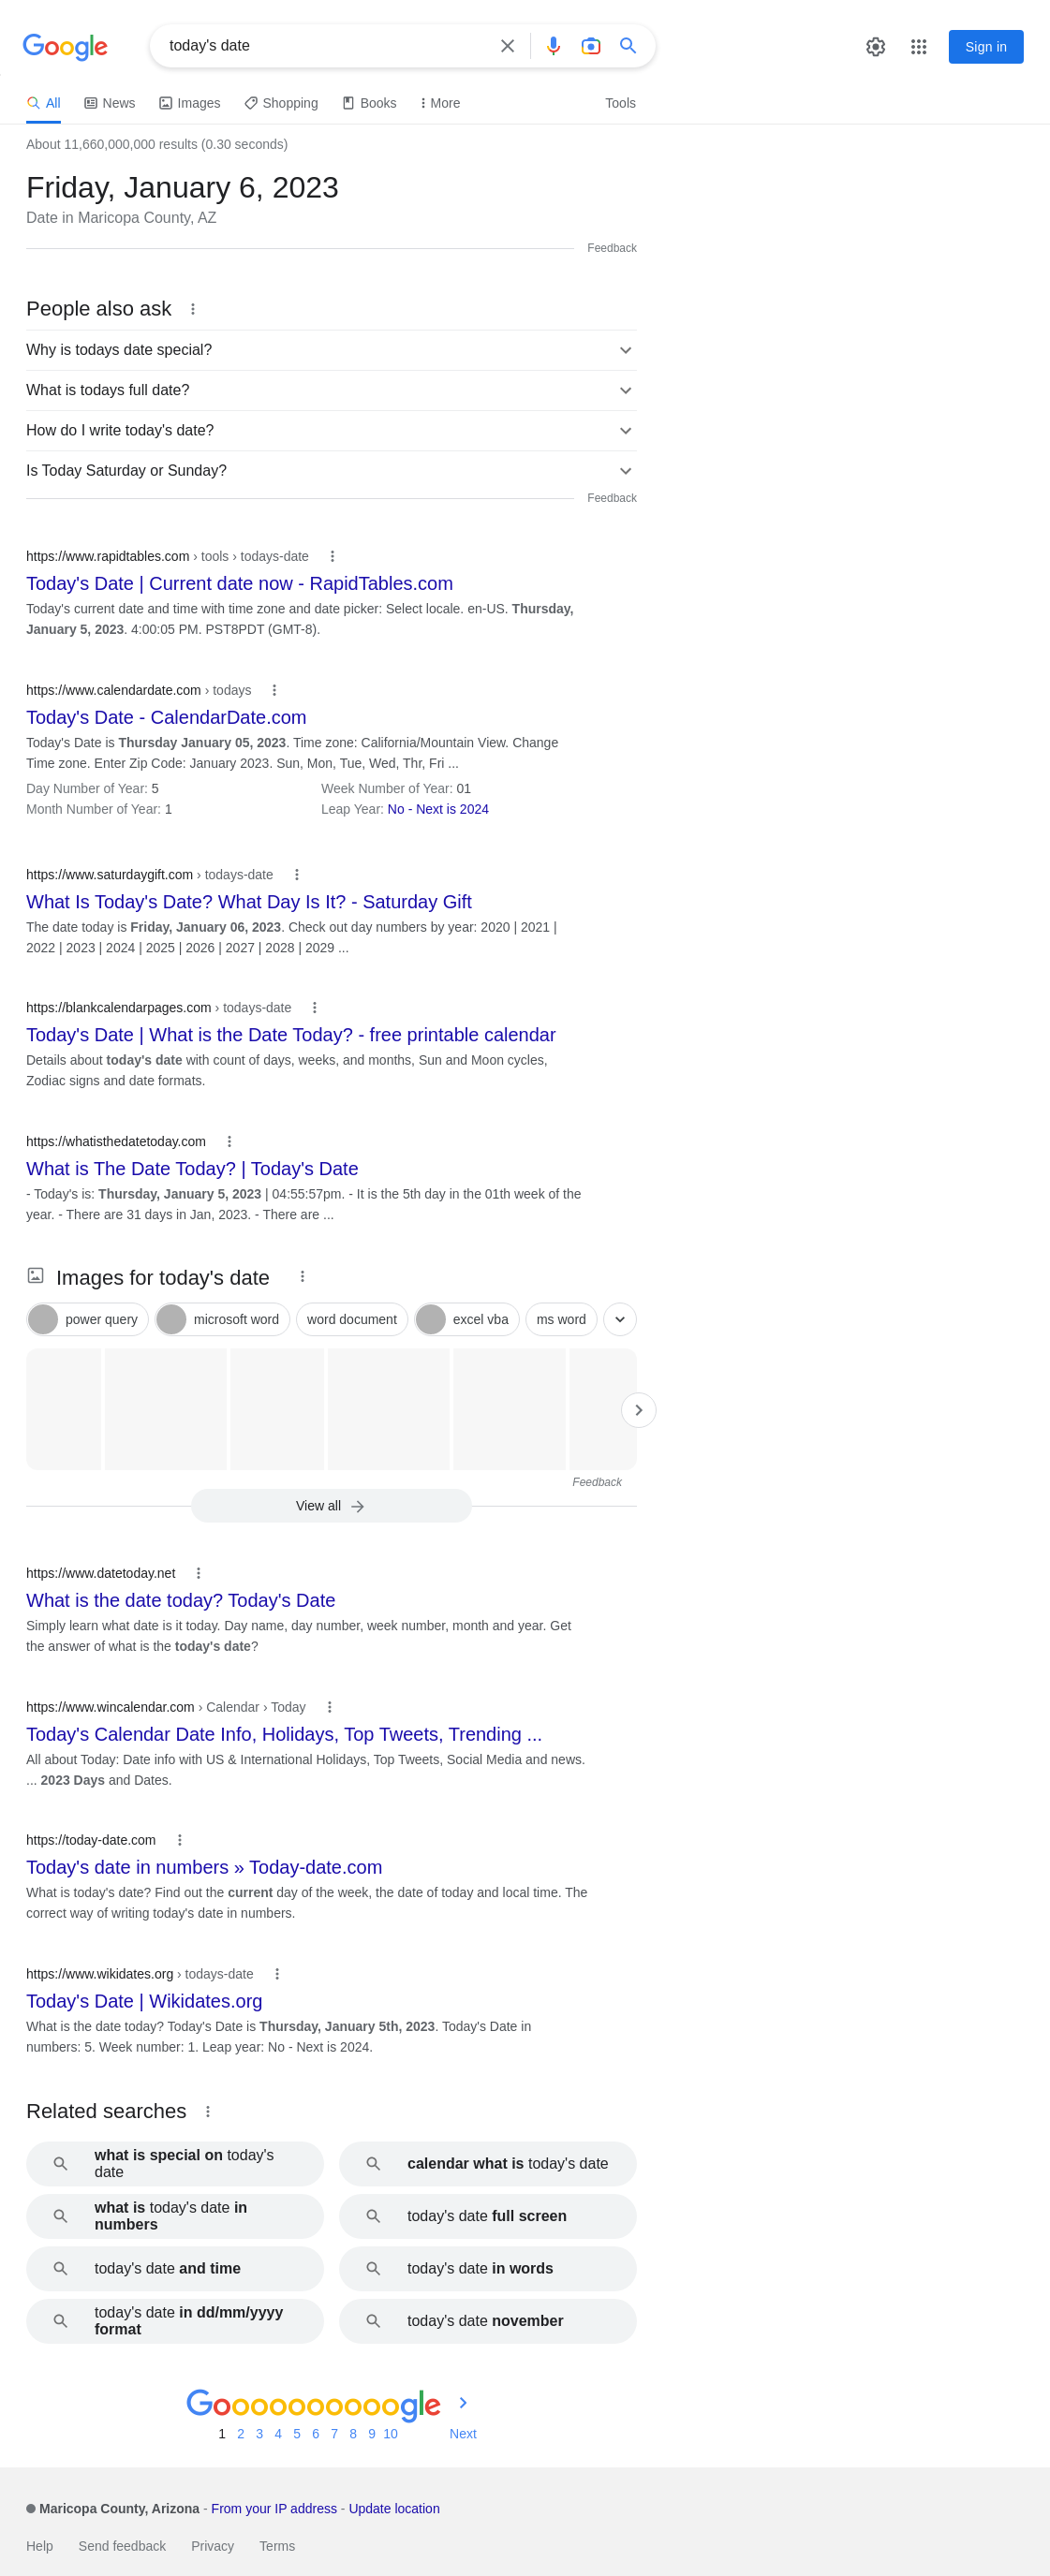 Google
today's date
Sign in
All News Images Shopping Books More Tools
About 11,660,000,000 results (0.30 seconds)
Friday, January 6, 2023
Date in Maricopa County, AZ
Feedback
People also ask
Why is todays date special?
What is todays full date?
How do I write today's date?
Is Today Saturday or Sunday?
Feedback
https://www.rapidtables.com › tools › todays-date
Today's Date | Current date now - RapidTables.com
Today's current date and time with time zone and date picker: Select locale. en-US. Thursday,
January 5, 2023. 4:00:05 PM. PST8PDT (GMT-8).
https://www.calendardate.com › todays
Today's Date - CalendarDate.com
Today's Date is Thursday January 05, 2023. Time zone: California/Mountain View. Change
Time zone. Enter Zip Code: January 2023. Sun, Mon, Tue, Wed, Thr, Fri ...
Day Number of Year: 5 Week Number of Year: 01
Month Number of Year: 1 Leap Year: No - Next is 2024
https://www.saturdaygift.com › todays-date
What Is Today's Date? What Day Is It? - Saturday Gift
The date today is Friday, January 06, 2023. Check out day numbers by year: 2020 | 2021 |
2022 | 2023 | 2024 | 2025 | 2026 | 2027 | 2028 | 2029 ...
https://blankcalendarpages.com › todays-date
Today's Date | What is the Date Today? - free printable calendar
Details about today's date with count of days, weeks, and months, Sun and Moon cycles,
Zodiac signs and date formats.
https://whatisthedatetoday.com
What is The Date Today? | Today's Date
- Today's is: Thursday, January 5, 2023 | 04:55:57pm. - It is the 5th day in the 01th week of the
year. - There are 31 days in Jan, 2023. - There are ...
Images for today's date
power query microsoft word word document excel vba ms word
Feedback
View all
https://www.datetoday.net
What is the date today? Today's Date
Simply learn what date is it today. Day name, day number, week number, month and year. Get
the answer of what is the today's date?
https://www.wincalendar.com › Calendar › Today
Today's Calendar Date Info, Holidays, Top Tweets, Trending ...
All about Today: Date info with US & International Holidays, Top Tweets, Social Media and news.
... 2023 Days and Dates.
https://today-date.com
Today's date in numbers » Today-date.com
What is today's date? Find out the current day of the week, the date of today and local time. The
correct way of writing today's date in numbers.
https://www.wikidates.org › todays-date
Today's Date | Wikidates.org
What is the date today? Today's Date is Thursday, January 5th, 2023. Today's Date in
numbers: 5. Week number: 1. Leap year: No - Next is 2024.
Related searches
what is special on today's
date
calendar what is today's date
what is today's date in
numbers
today's date full screen
today's date and time
today's date in words
today's date in dd/mm/yyyy
format
today's date november
Goooooooooogle
1 2 3 4 5 6 7 8 9 10 Next
Maricopa County, Arizona - From your IP address - Update location
Help Send feedback Privacy Terms